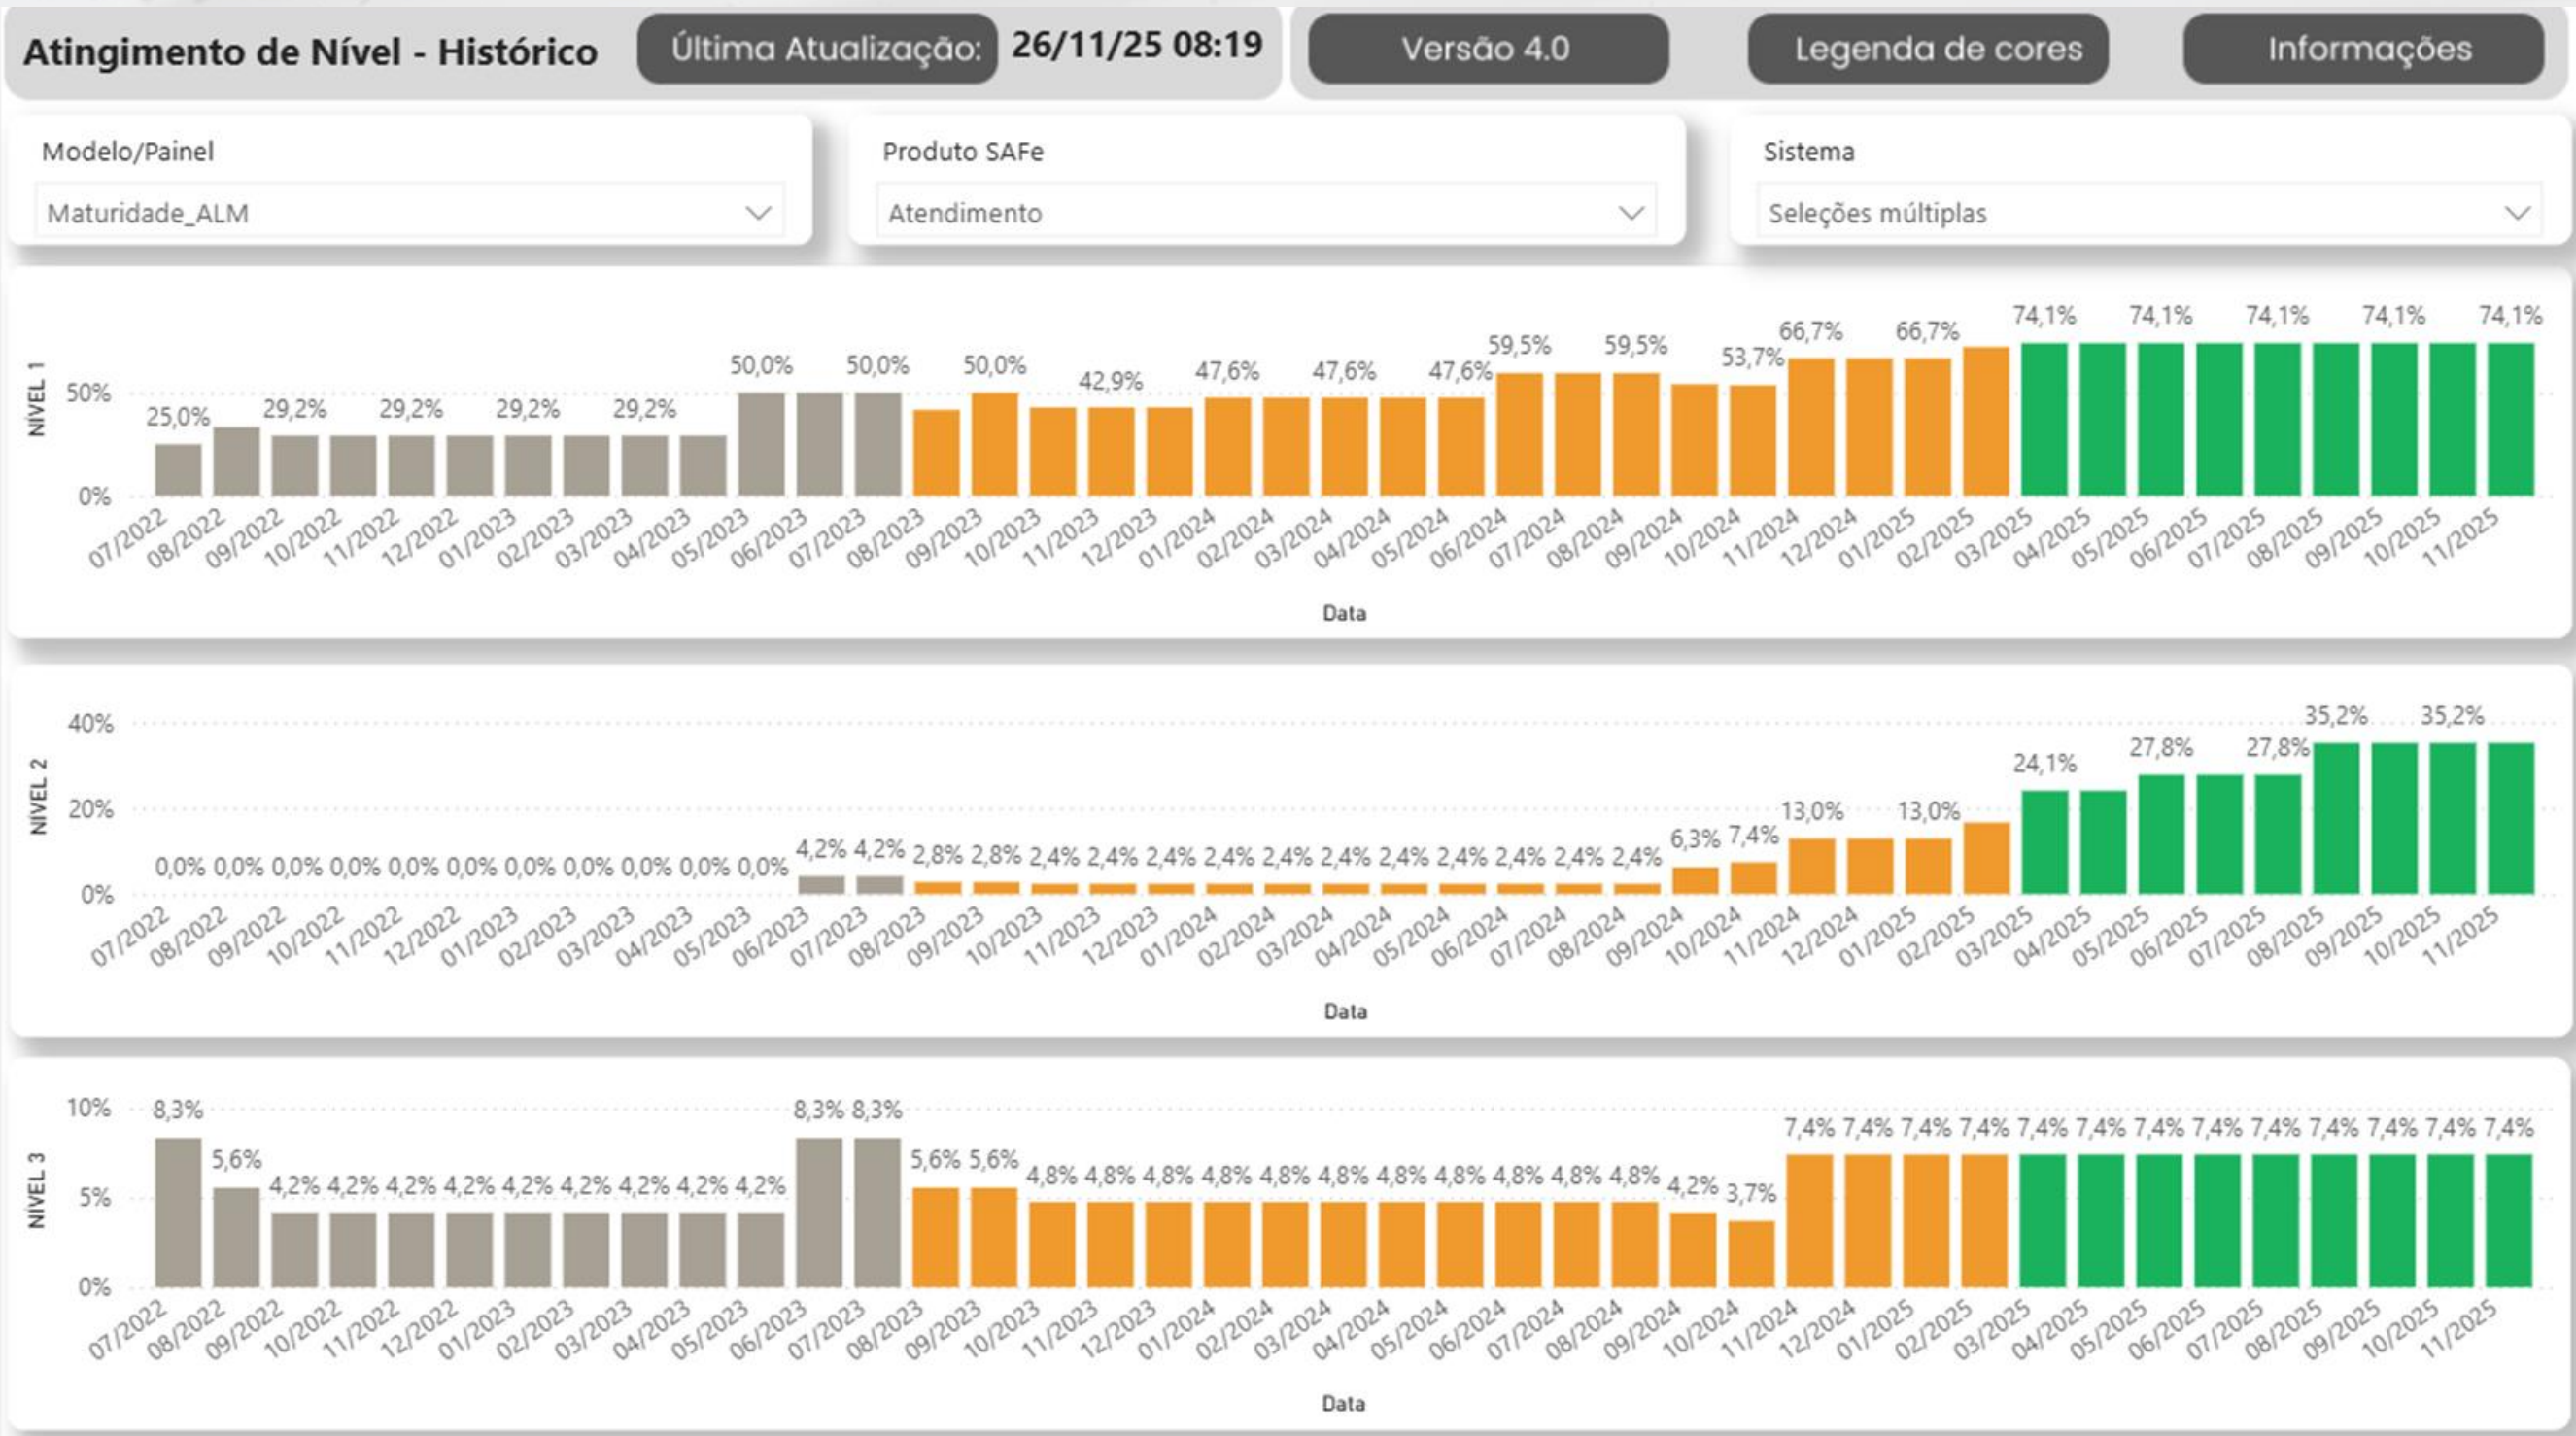 Atingimento de Nível - Histórico
Última Atualização:
26/11/25 08:19
Versão 4.0
Legenda de cores
Informações
Modelo/Painel
Maturidade_ALM
Produto SAFe
Atendimento
Sistema
Seleções múltiplas
NÍVEL 1
50%
0%
25,0% 29,2% 29,2% 29,2% 29,2% 50,0% 50,0% 50,0% 42,9% 47,6% 47,6% 47,6% 59,5% 59,5% 53,7% 66,7% 66,7% 74,1% 74,1% 74,1% 74,1% 74,1%
07/2022 08/2022 09/2022 10/2022 11/2022 12/2022 01/2023 02/2023 03/2023 04/2023 05/2023 06/2023 07/2023 08/2023 09/2023 10/2023 11/2023 12/2023 01/2024 02/2024 03/2024 04/2024 05/2024 06/2024 07/2024 08/2024 09/2024 10/2024 11/2024 12/2024 01/2025 02/2025 03/2025 04/2025 05/2025 06/2025 07/2025 08/2025 09/2025 10/2025 11/2025
Data
NÍVEL 2
40%
20%
0%
0,0% 0,0% 0,0% 0,0% 0,0% 0,0% 0,0% 0,0% 0,0% 0,0% 0,0% 4,2% 4,2% 2,8% 2,8% 2,4% 2,4% 2,4% 2,4% 2,4% 2,4% 2,4% 2,4% 2,4% 2,4% 2,4% 6,3% 7,4% 13,0% 13,0% 24,1% 27,8% 27,8% 35,2% 35,2%
07/2022 08/2022 09/2022 10/2022 11/2022 12/2022 01/2023 02/2023 03/2023 04/2023 05/2023 06/2023 07/2023 08/2023 09/2023 10/2023 11/2023 12/2023 01/2024 02/2024 03/2024 04/2024 05/2024 06/2024 07/2024 08/2024 09/2024 10/2024 11/2024 12/2024 01/2025 02/2025 03/2025 04/2025 05/2025 06/2025 07/2025 08/2025 09/2025 10/2025 11/2025
Data
NÍVEL 3
10%
5%
0%
8,3% 5,6% 4,2% 4,2% 4,2% 4,2% 4,2% 4,2% 4,2% 4,2% 4,2% 8,3% 8,3% 5,6% 5,6% 4,8% 4,8% 4,8% 4,8% 4,8% 4,8% 4,8% 4,8% 4,8% 4,8% 4,8% 4,2% 3,7% 7,4% 7,4% 7,4% 7,4% 7,4% 7,4% 7,4% 7,4% 7,4% 7,4% 7,4% 7,4% 7,4%
07/2022 08/2022 09/2022 10/2022 11/2022 12/2022 01/2023 02/2023 03/2023 04/2023 05/2023 06/2023 07/2023 08/2023 09/2023 10/2023 11/2023 12/2023 01/2024 02/2024 03/2024 04/2024 05/2024 06/2024 07/2024 08/2024 09/2024 10/2024 11/2024 12/2024 01/2025 02/2025 03/2025 04/2025 05/2025 06/2025 07/2025 08/2025 09/2025 10/2025 11/2025
Data